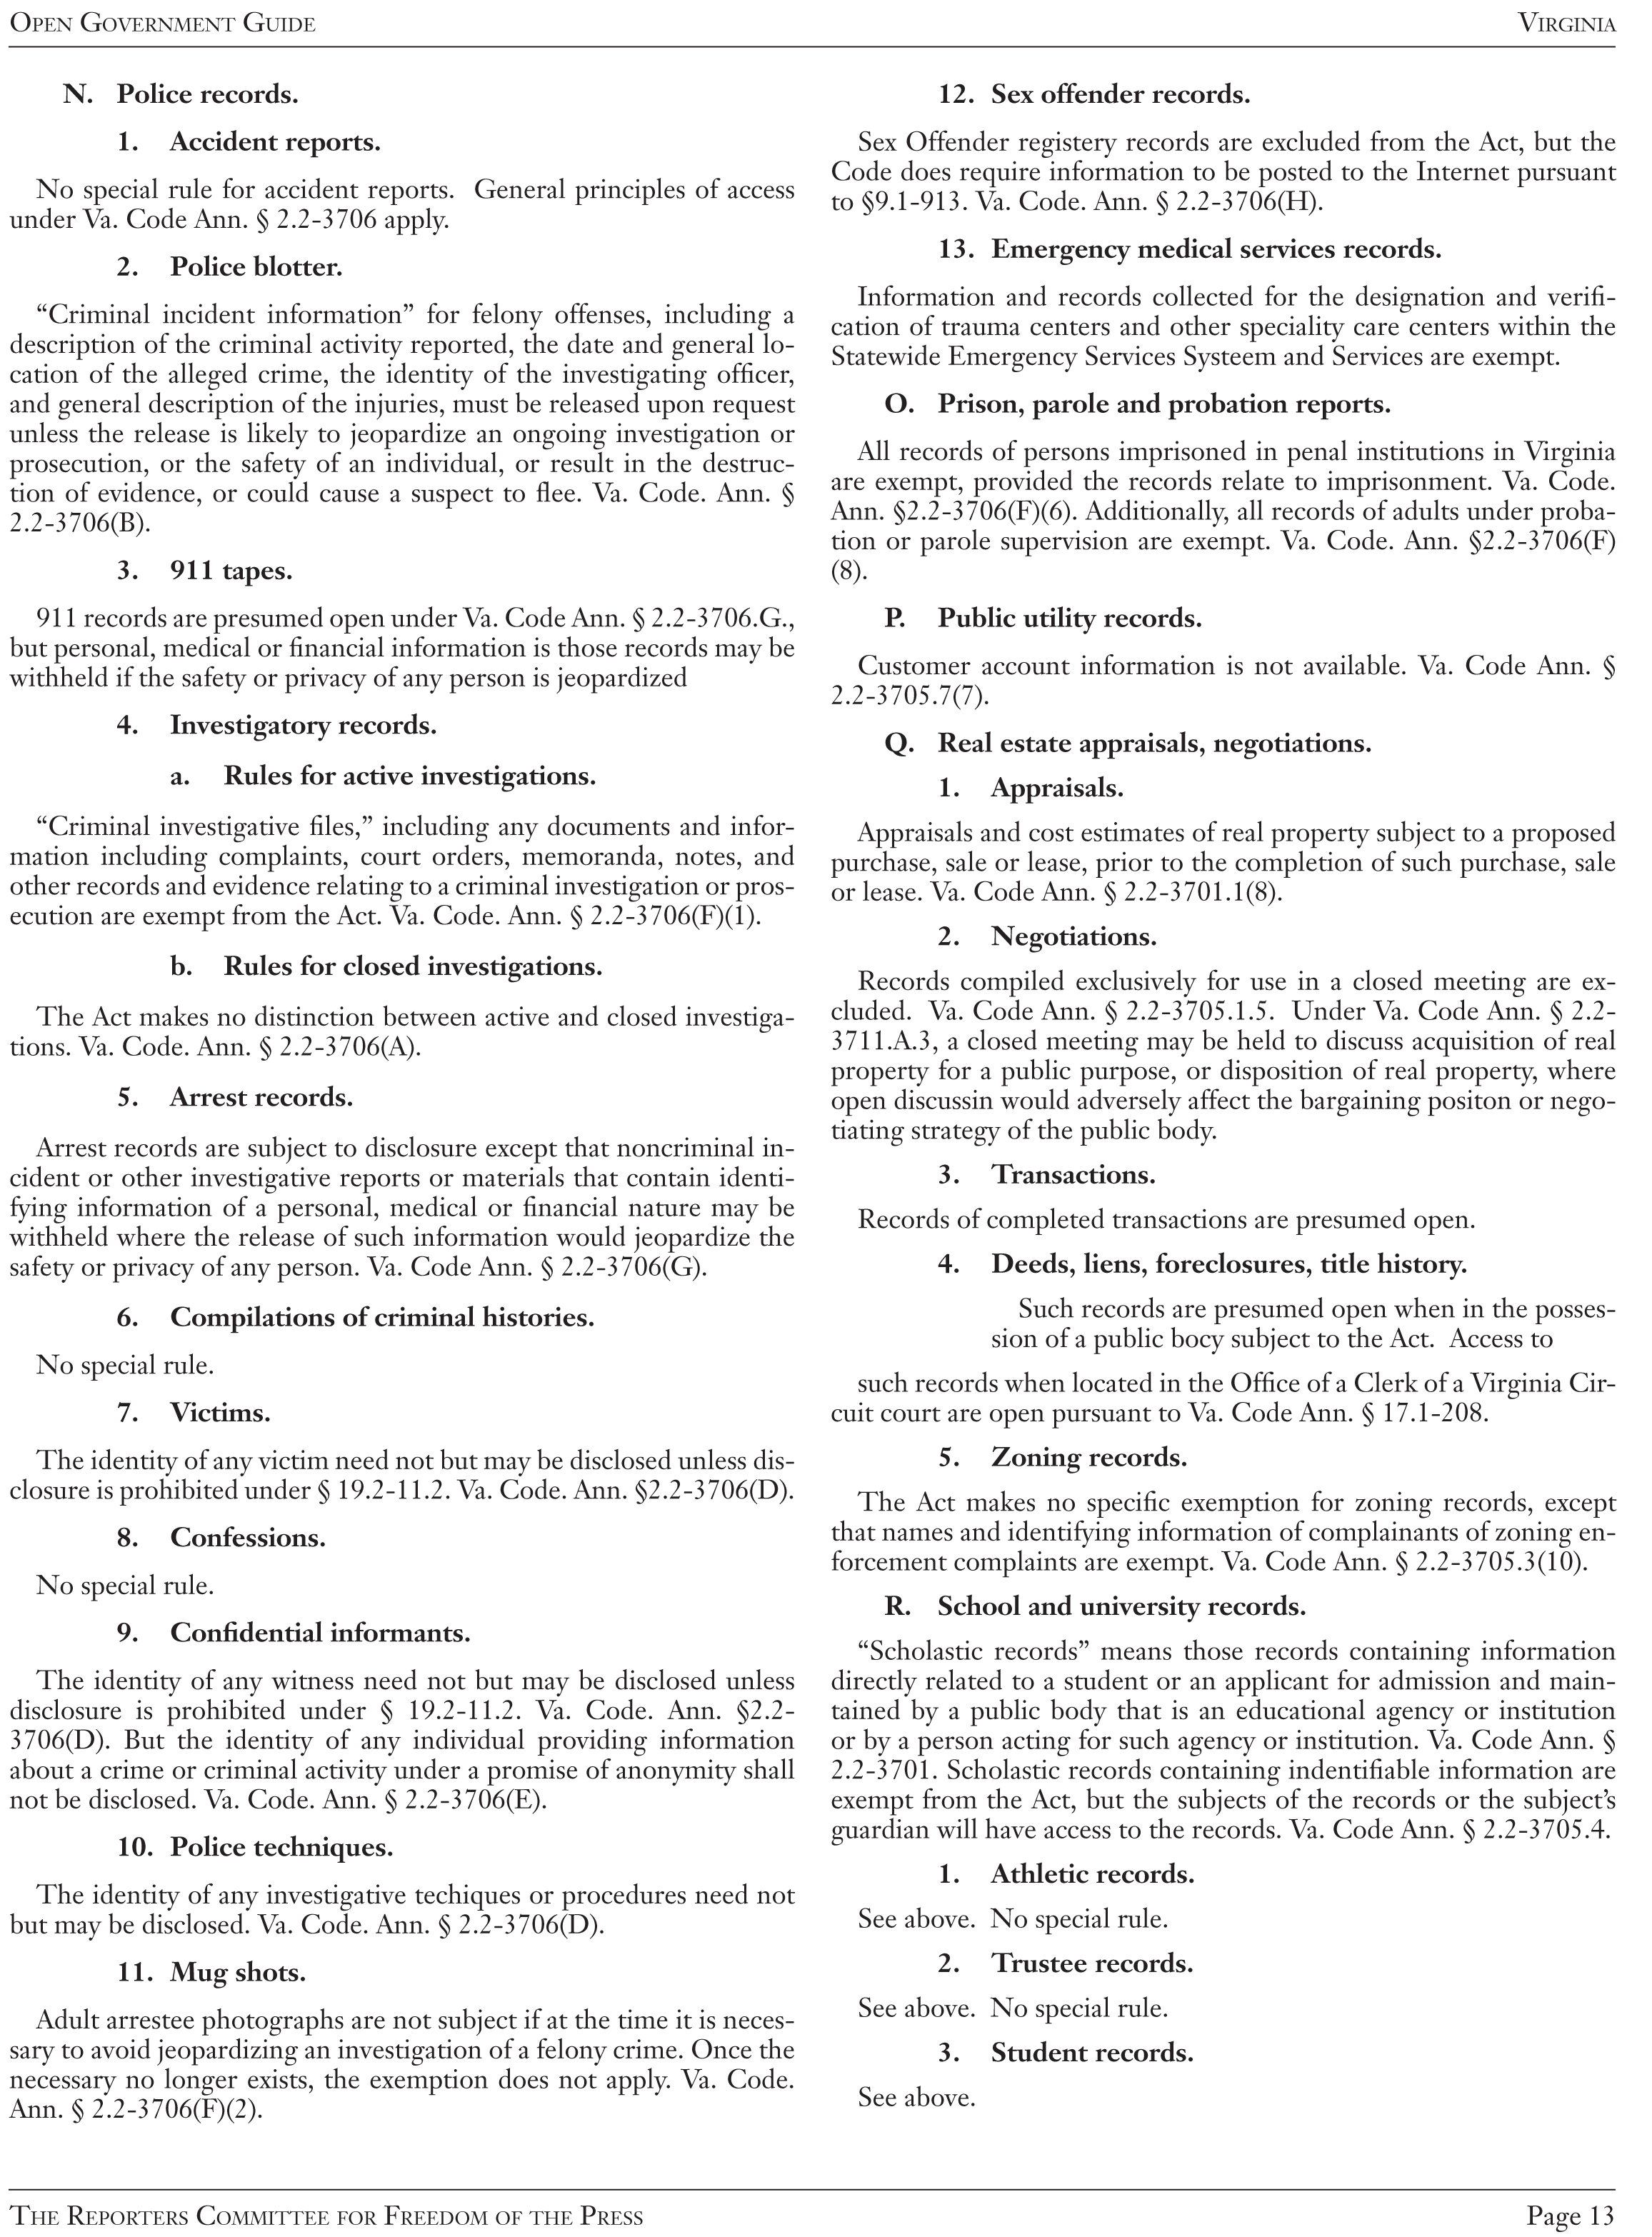 OPEN GOVERNMENT GUIDE VIRGINIA
N. Police records.
1. Accident reports.
No special rule for accident reports. General principles of access
under Va. Code Ann. § 2.2-3706 apply.
2. Police blotter.
“Criminal incident information” for felony offenses, including a
description of the criminal activity reported, the date and general lo-
cation of the alleged crime, the identity of the investigating officer,
and general description of the injuries, must be released upon request
unless the release is likely to jeopardize an ongoing investigation or
prosecution, or the safety of an individual, or result in the destruc-
tion of evidence, or could cause a suspect to flee. Va. Code. Ann. §
2.2-3706(B).
3. 911 tapes.
911 records are presumed open under Va. Code Ann. § 2.2-3706.G.,
but personal, medical or financial information is those records may be
withheld if the safety or privacy of any person is jeopardized
4. Investigatory records.
a. Rules for active investigations.
“Criminal investigative files,” including any documents and infor-
mation including complaints, court orders, memoranda, notes, and
other records and evidence relating to a criminal investigation or pros-
ecution are exempt from the Act. Va. Code. Ann. § 2.2-3706(F)(1).
b. Rules for closed investigations.
The Act makes no distinction between active and closed investiga-
tions. Va. Code. Ann. § 2.2-3706(A).
5. Arrest records.
Arrest records are subject to disclosure except that noncriminal in-
cident or other investigative reports or materials that contain identi-
fying information of a personal, medical or financial nature may be
withheld where the release of such information would jeopardize the
safety or privacy of any person. Va. Code Ann. § 2.2-3706(G).
6. Compilations of criminal histories.
No special rule.
7. Victims.
The identity of any victim need not but may be disclosed unless dis-
closure is prohibited under § 19.2-11.2. Va. Code. Ann. §2.2-3706(D).
8. Confessions.
No special rule.
9. Confidential informants.
The identity of any witness need not but may be disclosed unless
disclosure is prohibited under § 19.2-11.2. Va. Code. Ann. §2.2-
3706(D). But the identity of any individual providing information
about a crime or criminal activity under a promise of anonymity shall
not be disclosed. Va. Code. Ann. § 2.2-3706(E).
10. Police techniques.
The identity of any investigative techiques or procedures need not
but may be disclosed. Va. Code. Ann. § 2.2-3706(D).
11. Mug shots.
Adult arrestee photographs are not subject if at the time it is neces-
sary to avoid jeopardizing an investigation of a felony crime. Once the
necessary no longer exists, the exemption does not apply. Va. Code.
Ann. § 2.2-3706(F)(2).
12. Sex offender records.
Sex Offender registery records are excluded from the Act, but the
Code does require information to be posted to the Internet pursuant
to §9.1-913. Va. Code. Ann. § 2.2-3706(H).
13. Emergency medical services records.
Information and records collected for the designation and verifi-
cation of trauma centers and other speciality care centers within the
Statewide Emergency Services Systeem and Services are exempt.
O. Prison, parole and probation reports.
All records of persons imprisoned in penal institutions in Virginia
are exempt, provided the records relate to imprisonment. Va. Code.
Ann. §2.2-3706(F)(6). Additionally, all records of adults under proba-
tion or parole supervision are exempt. Va. Code. Ann. §2.2-3706(F)
(8).
P. Public utility records.
Customer account information is not available. Va. Code Ann. §
2.2-3705.7(7).
Q. Real estate appraisals, negotiations.
1. Appraisals.
Appraisals and cost estimates of real property subject to a proposed
purchase, sale or lease, prior to the completion of such purchase, sale
or lease. Va. Code Ann. § 2.2-3701.1(8).
2. Negotiations.
Records compiled exclusively for use in a closed meeting are ex-
cluded. Va. Code Ann. § 2.2-3705.1.5. Under Va. Code Ann. § 2.2-
3711.A.3, a closed meeting may be held to discuss acquisition of real
property for a public purpose, or disposition of real property, where
open discussin would adversely affect the bargaining positon or nego-
tiating strategy of the public body.
3. Transactions.
Records of completed transactions are presumed open.
4. Deeds, liens, foreclosures, title history.
Such records are presumed open when in the posses-
sion of a public bocy subject to the Act. Access to
such records when located in the Office of a Clerk of a Virginia Cir-
cuit court are open pursuant to Va. Code Ann. § 17.1-208.
5. Zoning records.
The Act makes no specific exemption for zoning records, except
that names and identifying information of complainants of zoning en-
forcement complaints are exempt. Va. Code Ann. § 2.2-3705.3(10).
R. School and university records.
“Scholastic records” means those records containing information
directly related to a student or an applicant for admission and main-
tained by a public body that is an educational agency or institution
or by a person acting for such agency or institution. Va. Code Ann. §
2.2-3701. Scholastic records containing indentifiable information are
exempt from the Act, but the subjects of the records or the subject’s
guardian will have access to the records. Va. Code Ann. § 2.2-3705.4.
1. Athletic records.
See above. No special rule.
2. Trustee records.
See above. No special rule.
3. Student records.
See above.
THE REPORTERS COMMITTEE FOR FREEDOM OF THE PRESS Page 13